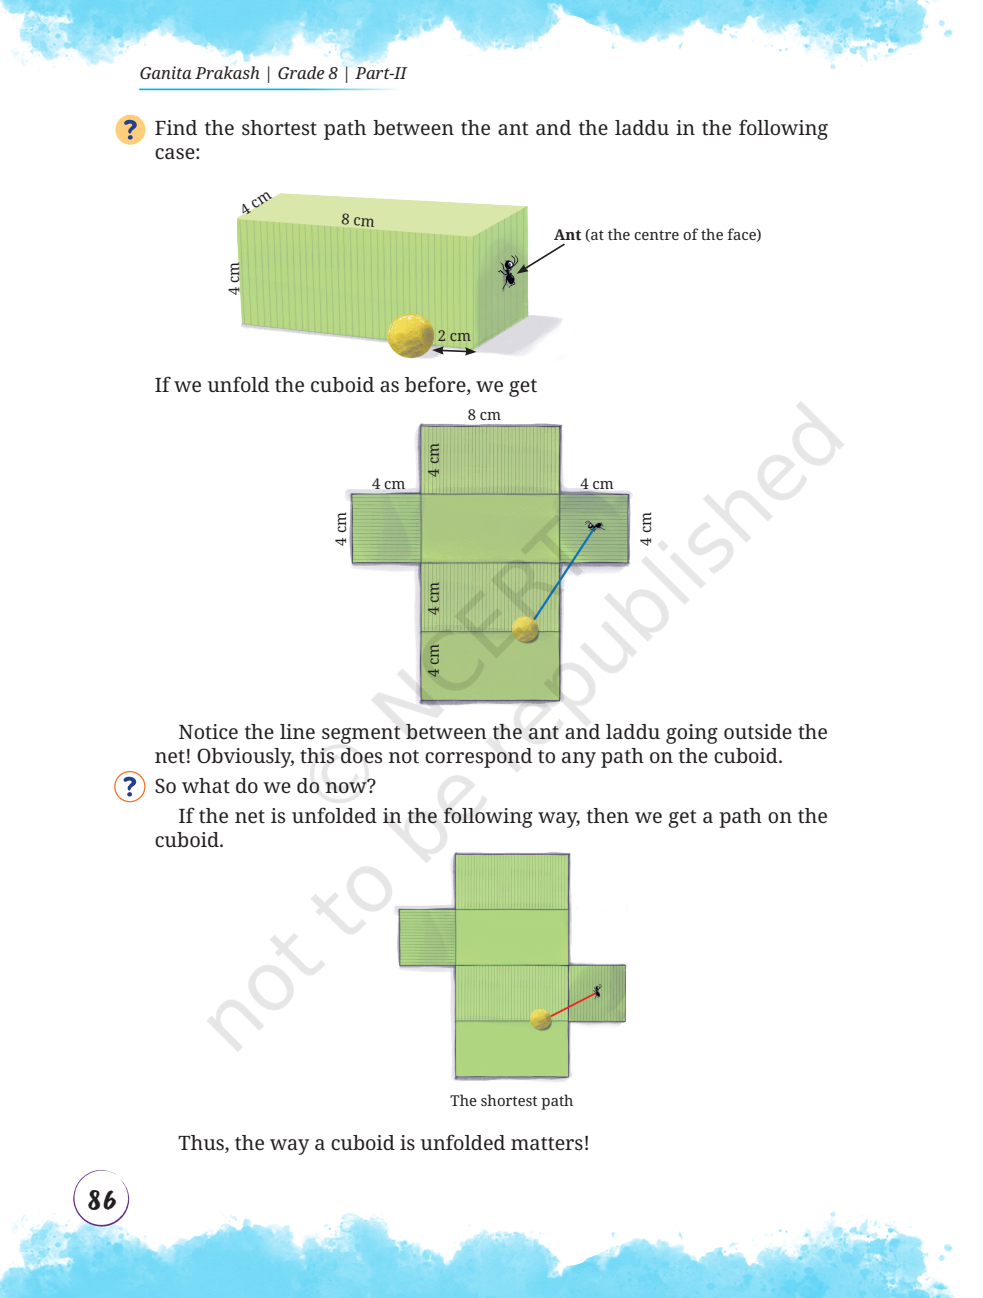 Ganita Prakash | Grade 8 | Part-II
? Find the shortest path between the ant and the laddu in the following
case:
4 cm
8 cm
Ant (at the centre of the face)
4 cm
2 cm
If we unfold the cuboid as before, we get
8 cm
4 cm
4 cm
4 cm
4 cm
4 cm
4 cm
4 cm
Notice the line segment between the ant and laddu going outside the
net! Obviously, this does not correspond to any path on the cuboid.
? So what do we do now?
If the net is unfolded in the following way, then we get a path on the
cuboid.
The shortest path
Thus, the way a cuboid is unfolded matters!
86
© NCERT
not to be republished